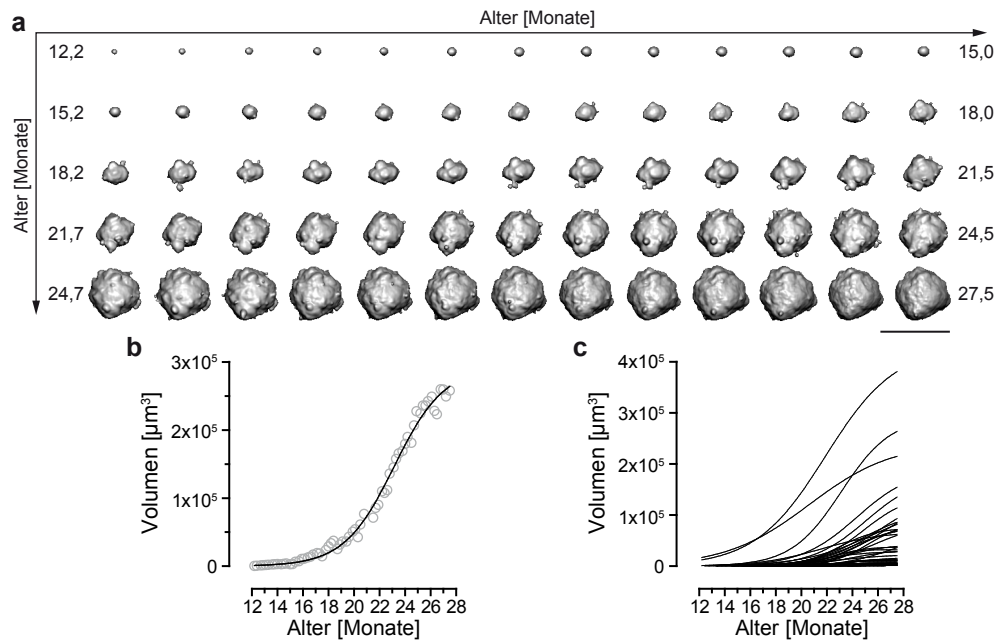 a
Alter [Monate]
Alter [Monate]
12,2 15,0
15,2 18,0
18,2 21,5
21,7 24,5
24,7 27,5
b
Volumen [µm³]
3x10⁵
2x10⁵
1x10⁵
0
12 14 16 18 20 22 24 26 28
Alter [Monate]
c
Volumen [µm³]
4x10⁵
3x10⁵
2x10⁵
1x10⁵
0
12 14 16 18 20 22 24 26 28
Alter [Monate]